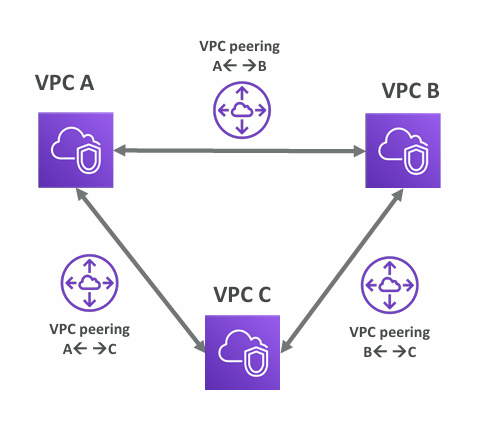 VPC peering
A← →B
VPC A
VPC B
VPC C
VPC peering
A← →C
VPC peering
B← →C